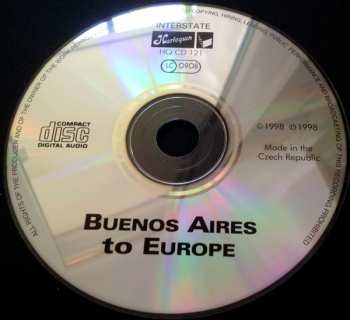 INTERSTATE
Harlequin
HQ CD 121
LC 0908
COMPACT
disc
DIGITAL AUDIO
℗1998 ©1998
Made in the
Czech Republic
BUENOS AIRES
to EUROPE
ALL RIGHTS OF THE PRODUCER AND OF THE OWNER OF THE WORK COPYING, HIRING, LENDING, PUBLIC PERFORMANCE AND BROADCASTING OF THIS RECORDING PROHIBITED